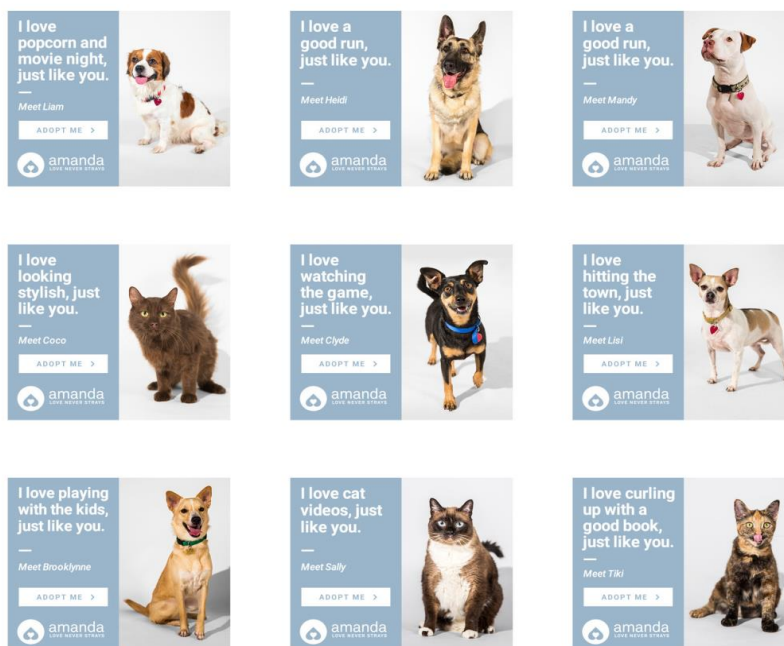 I love
popcorn and
movie night,
just like you.
Meet Liam
ADOPT ME >
amanda
LOVE NEVER STRAYS
I love a
good run,
just like you.
Meet Heidi
ADOPT ME >
amanda
LOVE NEVER STRAYS
I love a
good run,
just like you.
Meet Mandy
ADOPT ME >
amanda
LOVE NEVER STRAYS
I love
looking
stylish, just
like you.
Meet Coco
ADOPT ME >
amanda
LOVE NEVER STRAYS
I love
watching
the game,
just like you.
Meet Clyde
ADOPT ME >
amanda
LOVE NEVER STRAYS
I love
hitting the
town, just
like you.
Meet Lisi
ADOPT ME >
amanda
LOVE NEVER STRAYS
I love playing
with the kids,
just like you.
Meet Brooklynne
ADOPT ME >
amanda
LOVE NEVER STRAYS
I love cat
videos, just
like you.
Meet Sally
ADOPT ME >
amanda
LOVE NEVER STRAYS
I love curling
up with a
good book,
just like you.
Meet Tiki
ADOPT ME >
amanda
LOVE NEVER STRAYS